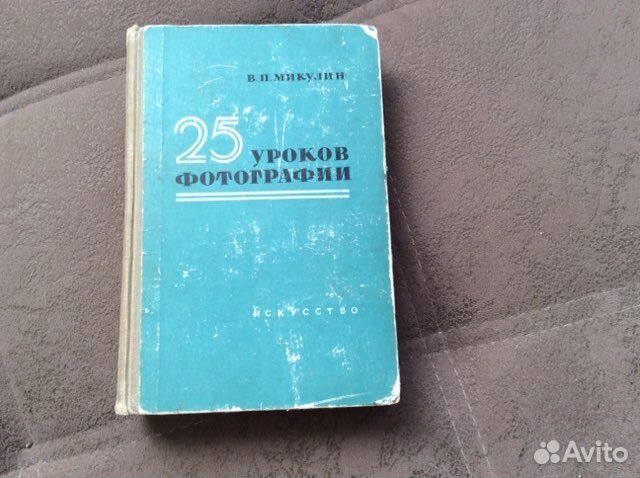 В.П.МИКУЛИН
25 УРОКОВ
ФОТОГРАФИИ
ИСКУССТВО
Avito